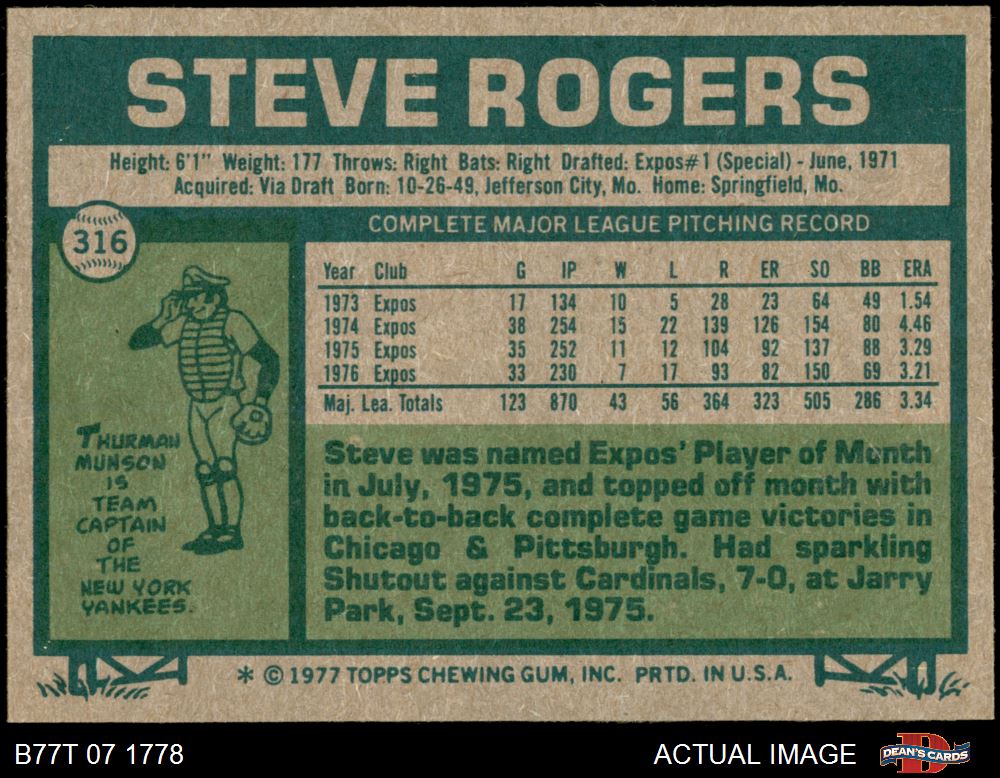 STEVE ROGERS
Height: 6'1" Weight: 177 Throws: Right Bats: Right Drafted: Expos#1 (Special) - June, 1971
Acquired: Via Draft Born: 10-26-49, Jefferson City, Mo. Home: Springfield, Mo.
316
COMPLETE MAJOR LEAGUE PITCHING RECORD
Year Club G IP W L R ER SO BB ERA
1973 Expos 17 134 10 5 28 23 64 49 1.54
1974 Expos 38 254 15 22 139 126 154 80 4.46
1975 Expos 35 252 11 12 104 92 137 88 3.29
1976 Expos 33 230 7 17 93 82 150 69 3.21
Maj. Lea. Totals 123 870 43 56 364 323 505 286 3.34
THURMAN
MUNSON
IS
TEAM
CAPTAIN
OF
THE
NEW YORK
YANKEES.
Steve was named Expos' Player of Month
in July, 1975, and topped off month with
back-to-back complete game victories in
Chicago & Pittsburgh. Had sparkling
Shutout against Cardinals, 7-0, at Jarry
Park, Sept. 23, 1975.
* © 1977 TOPPS CHEWING GUM, INC. PRTD. IN U.S.A.
B77T 07 1778
ACTUAL IMAGE
DEAN'S CARDS